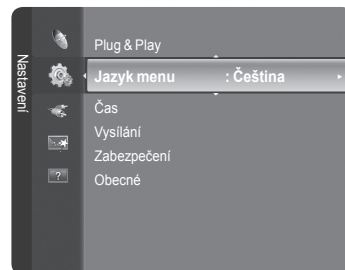 Nastavení
Plug & Play
Jazyk menu : Čeština
Čas
Vysílání
Zabezpečení
Obecné
?